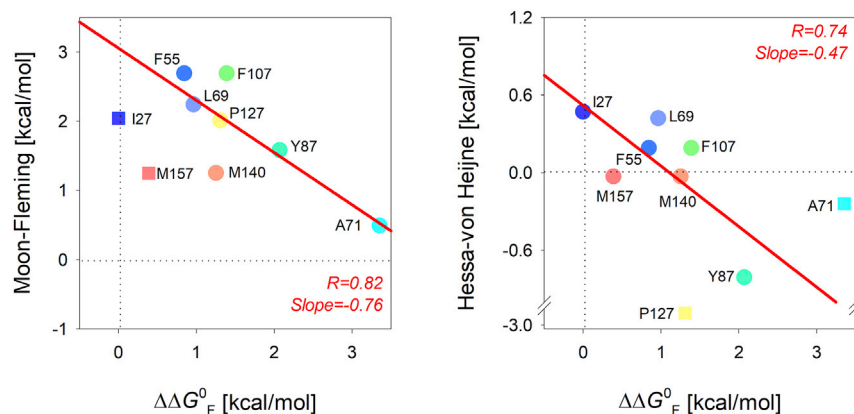 Moon-Fleming [kcal/mol]
3
2
1
0
-1
F55
F107
L69
P127
I27
Y87
M157
M140
A71
R=0.82
Slope=-0.76
0
1
2
3
ΔΔG⁰F [kcal/mol]
Hessa-von Heijne [kcal/mol]
1.2
0.6
0.0
-0.6
-3.0
R=0.74
Slope=-0.47
I27
L69
F55
F107
M157
M140
A71
Y87
P127
0
1
2
3
ΔΔG⁰F [kcal/mol]